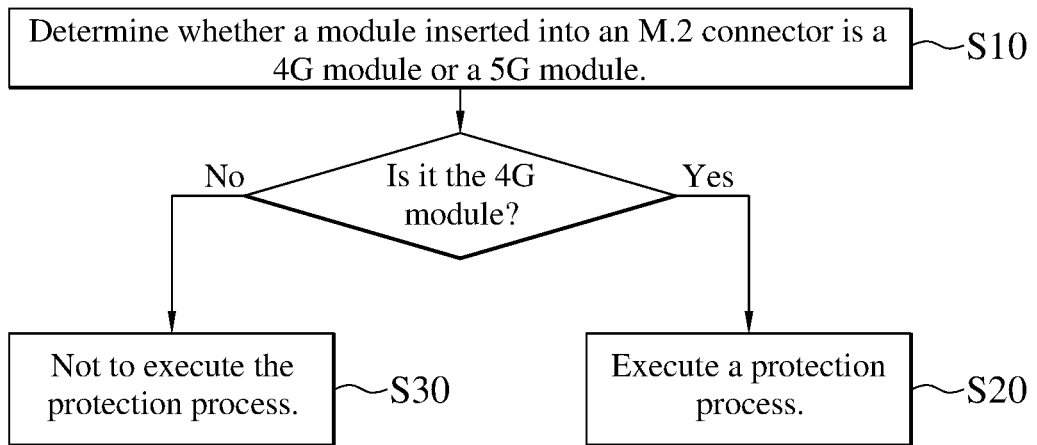 Determine whether a module inserted into an M.2 connector is a
4G module or a 5G module.
S10
Is it the 4G
module?
No
Yes
Not to execute the
protection process.
S30
Execute a protection
process.
S20